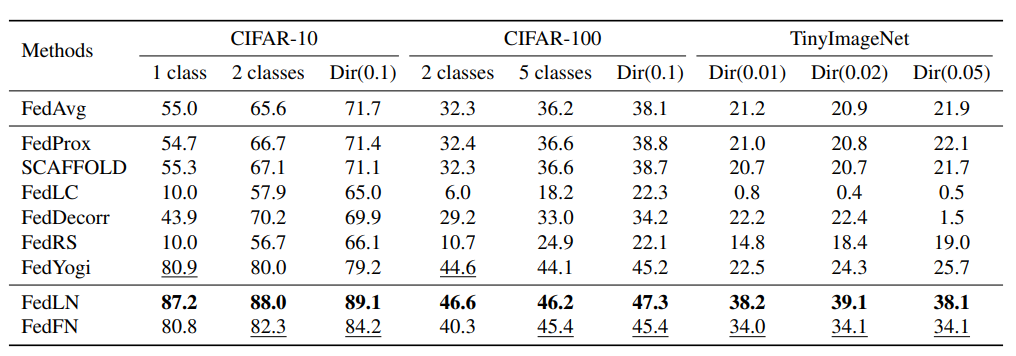 Methods CIFAR-10 CIFAR-100 TinyImageNet
1 class 2 classes Dir(0.1) 2 classes 5 classes Dir(0.1) Dir(0.01) Dir(0.02) Dir(0.05)
FedAvg 55.0 65.6 71.7 32.3 36.2 38.1 21.2 20.9 21.9
FedProx 54.7 66.7 71.4 32.4 36.6 38.8 21.0 20.8 22.1
SCAFFOLD 55.3 67.1 71.1 32.3 36.6 38.7 20.7 20.7 21.7
FedLC 10.0 57.9 65.0 6.0 18.2 22.3 0.8 0.4 0.5
FedDecorr 43.9 70.2 69.9 29.2 33.0 34.2 22.2 22.4 1.5
FedRS 10.0 56.7 66.1 10.7 24.9 22.1 14.8 18.4 19.0
FedYogi 80.9 80.0 79.2 44.6 44.1 45.2 22.5 24.3 25.7
FedLN 87.2 88.0 89.1 46.6 46.2 47.3 38.2 39.1 38.1
FedFN 80.8 82.3 84.2 40.3 45.4 45.4 34.0 34.1 34.1